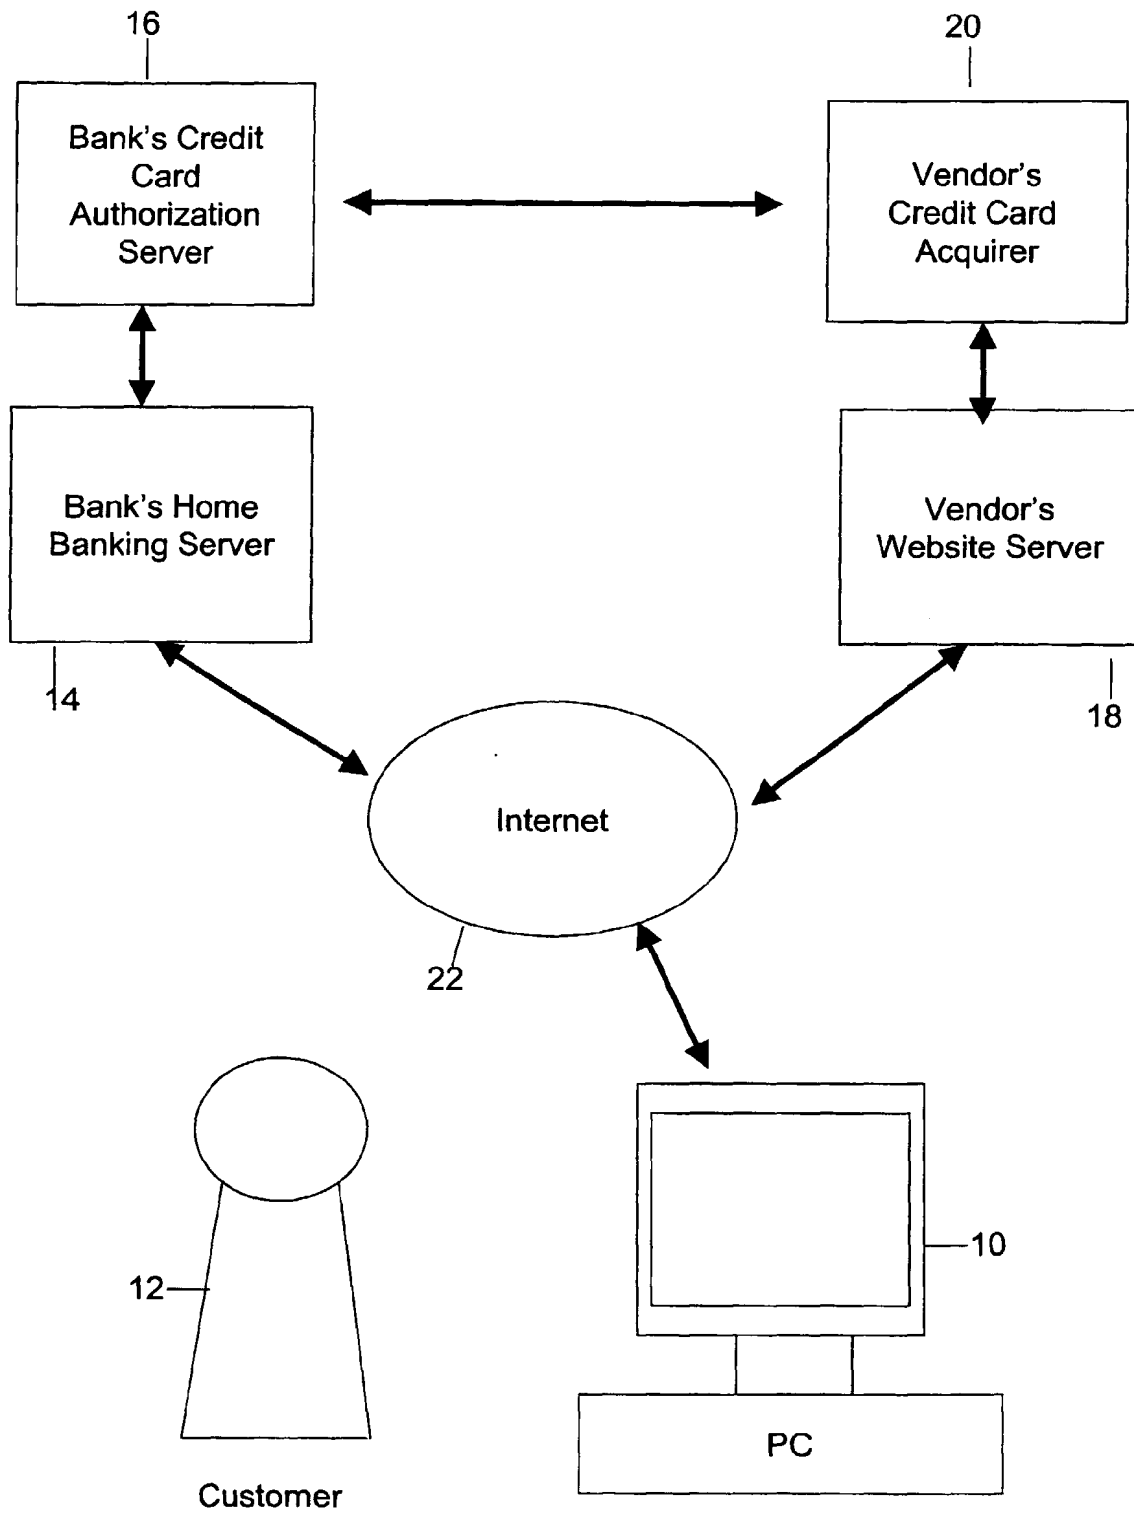 16
20
Bank's Credit
Card
Authorization
Server
Vendor's
Credit Card
Acquirer
Bank's Home
Banking Server
Vendor's
Website Server
14
18
Internet
22
10
12
PC
Customer